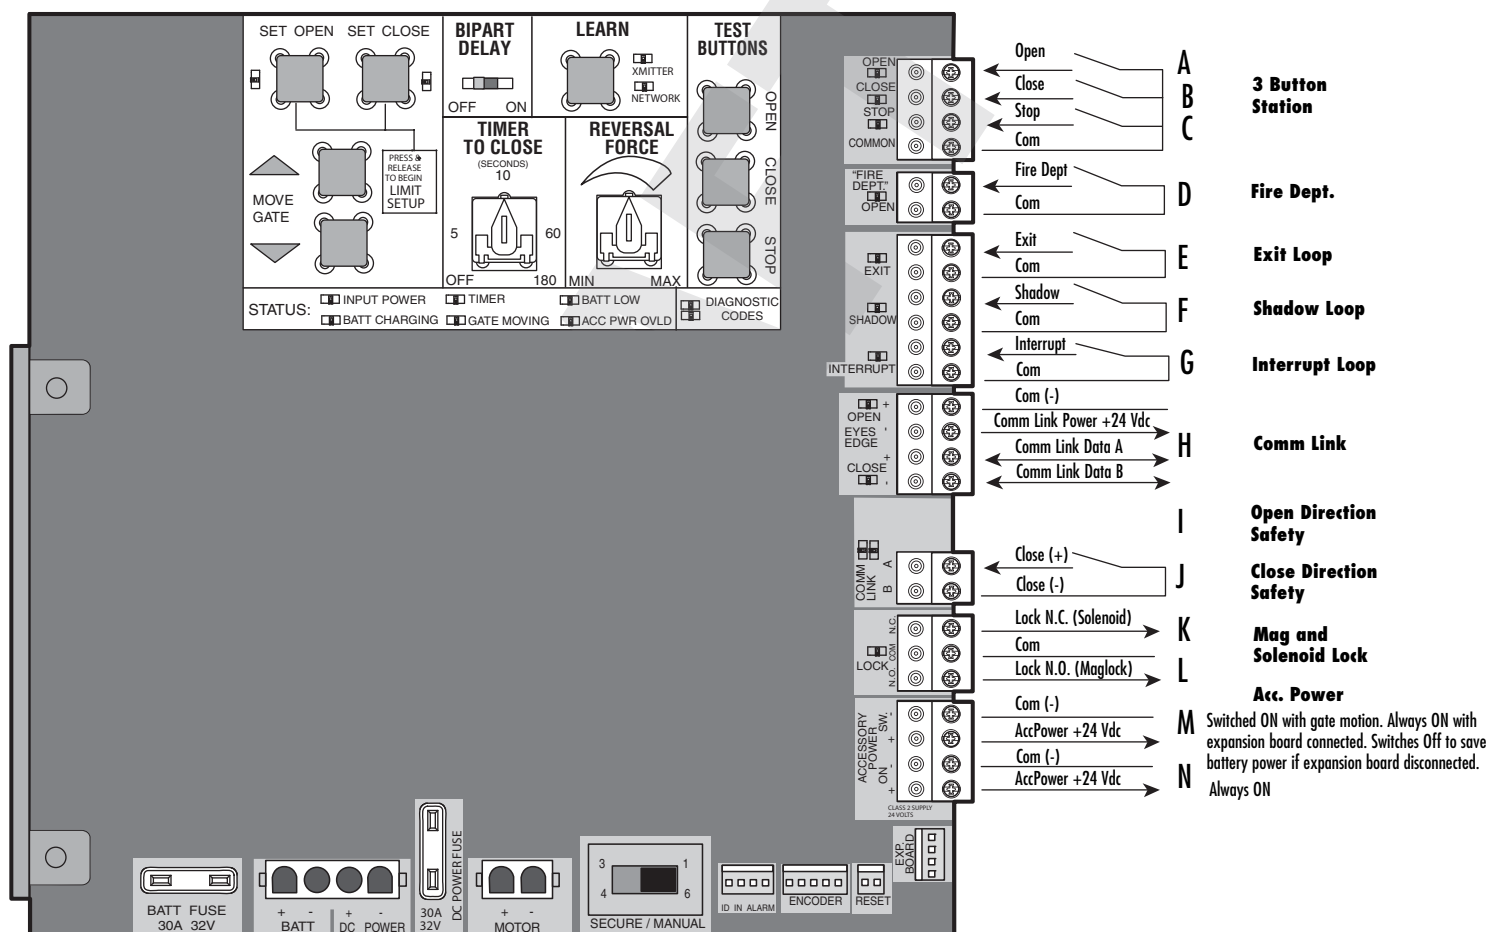 SET OPEN SET CLOSE
BIPART
DELAY
OFF ON
LEARN
XMITTER
NETWORK
TEST
BUTTONS
OPEN
CLOSE
STOP
MOVE
GATE
PRESS &
RELEASE
TO BEGIN
LIMIT
SETUP
TIMER
TO CLOSE
(SECONDS)
10
5 60
OFF 180
REVERSAL
FORCE
MIN MAX
STATUS:
INPUT POWER TIMER BATT LOW
BATT CHARGING GATE MOVING ACC PWR OVLD
DIAGNOSTIC
CODES
OPEN
CLOSE
STOP
COMMON
"FIRE
DEPT."
OPEN
EXIT
SHADOW
INTERRUPT
OPEN +
EYES -
EDGE
+
CLOSE
-
COMM
LINK
A
B
LOCK
N.C.
COM
N.O.
ACCESSORY
POWER
SW.
ON
-
+
-
+
CLASS 2 SUPPLY
24 VOLTS
Open
Close
Stop
Com
A
B
C
3 Button
Station
Fire Dept
Com
D
Fire Dept.
Exit
Com
E
Exit Loop
Shadow
Com
F
Shadow Loop
Interrupt
Com
G
Interrupt Loop
Com (-)
Comm Link Power +24 Vdc
Comm Link Data A
Comm Link Data B
H
Comm Link
I
Open Direction
Safety
Close (+)
Close (-)
J
Close Direction
Safety
Lock N.C. (Solenoid)
Com
Lock N.O. (Maglock)
K
L
Mag and
Solenoid Lock
Acc. Power
Com (-)
AccPower +24 Vdc
Com (-)
AccPower +24 Vdc
M
Switched ON with gate motion. Always ON with
expansion board connected. Switches Off to save
battery power if expansion board disconnected.
N
Always ON
BATT FUSE
30A 32V
+ -
BATT
+ -
DC POWER
30A
32V
DC POWER FUSE
+ -
MOTOR
3 1
4 6
SECURE / MANUAL
ID IN ALARM
ENCODER
RESET
EXP.
BOARD